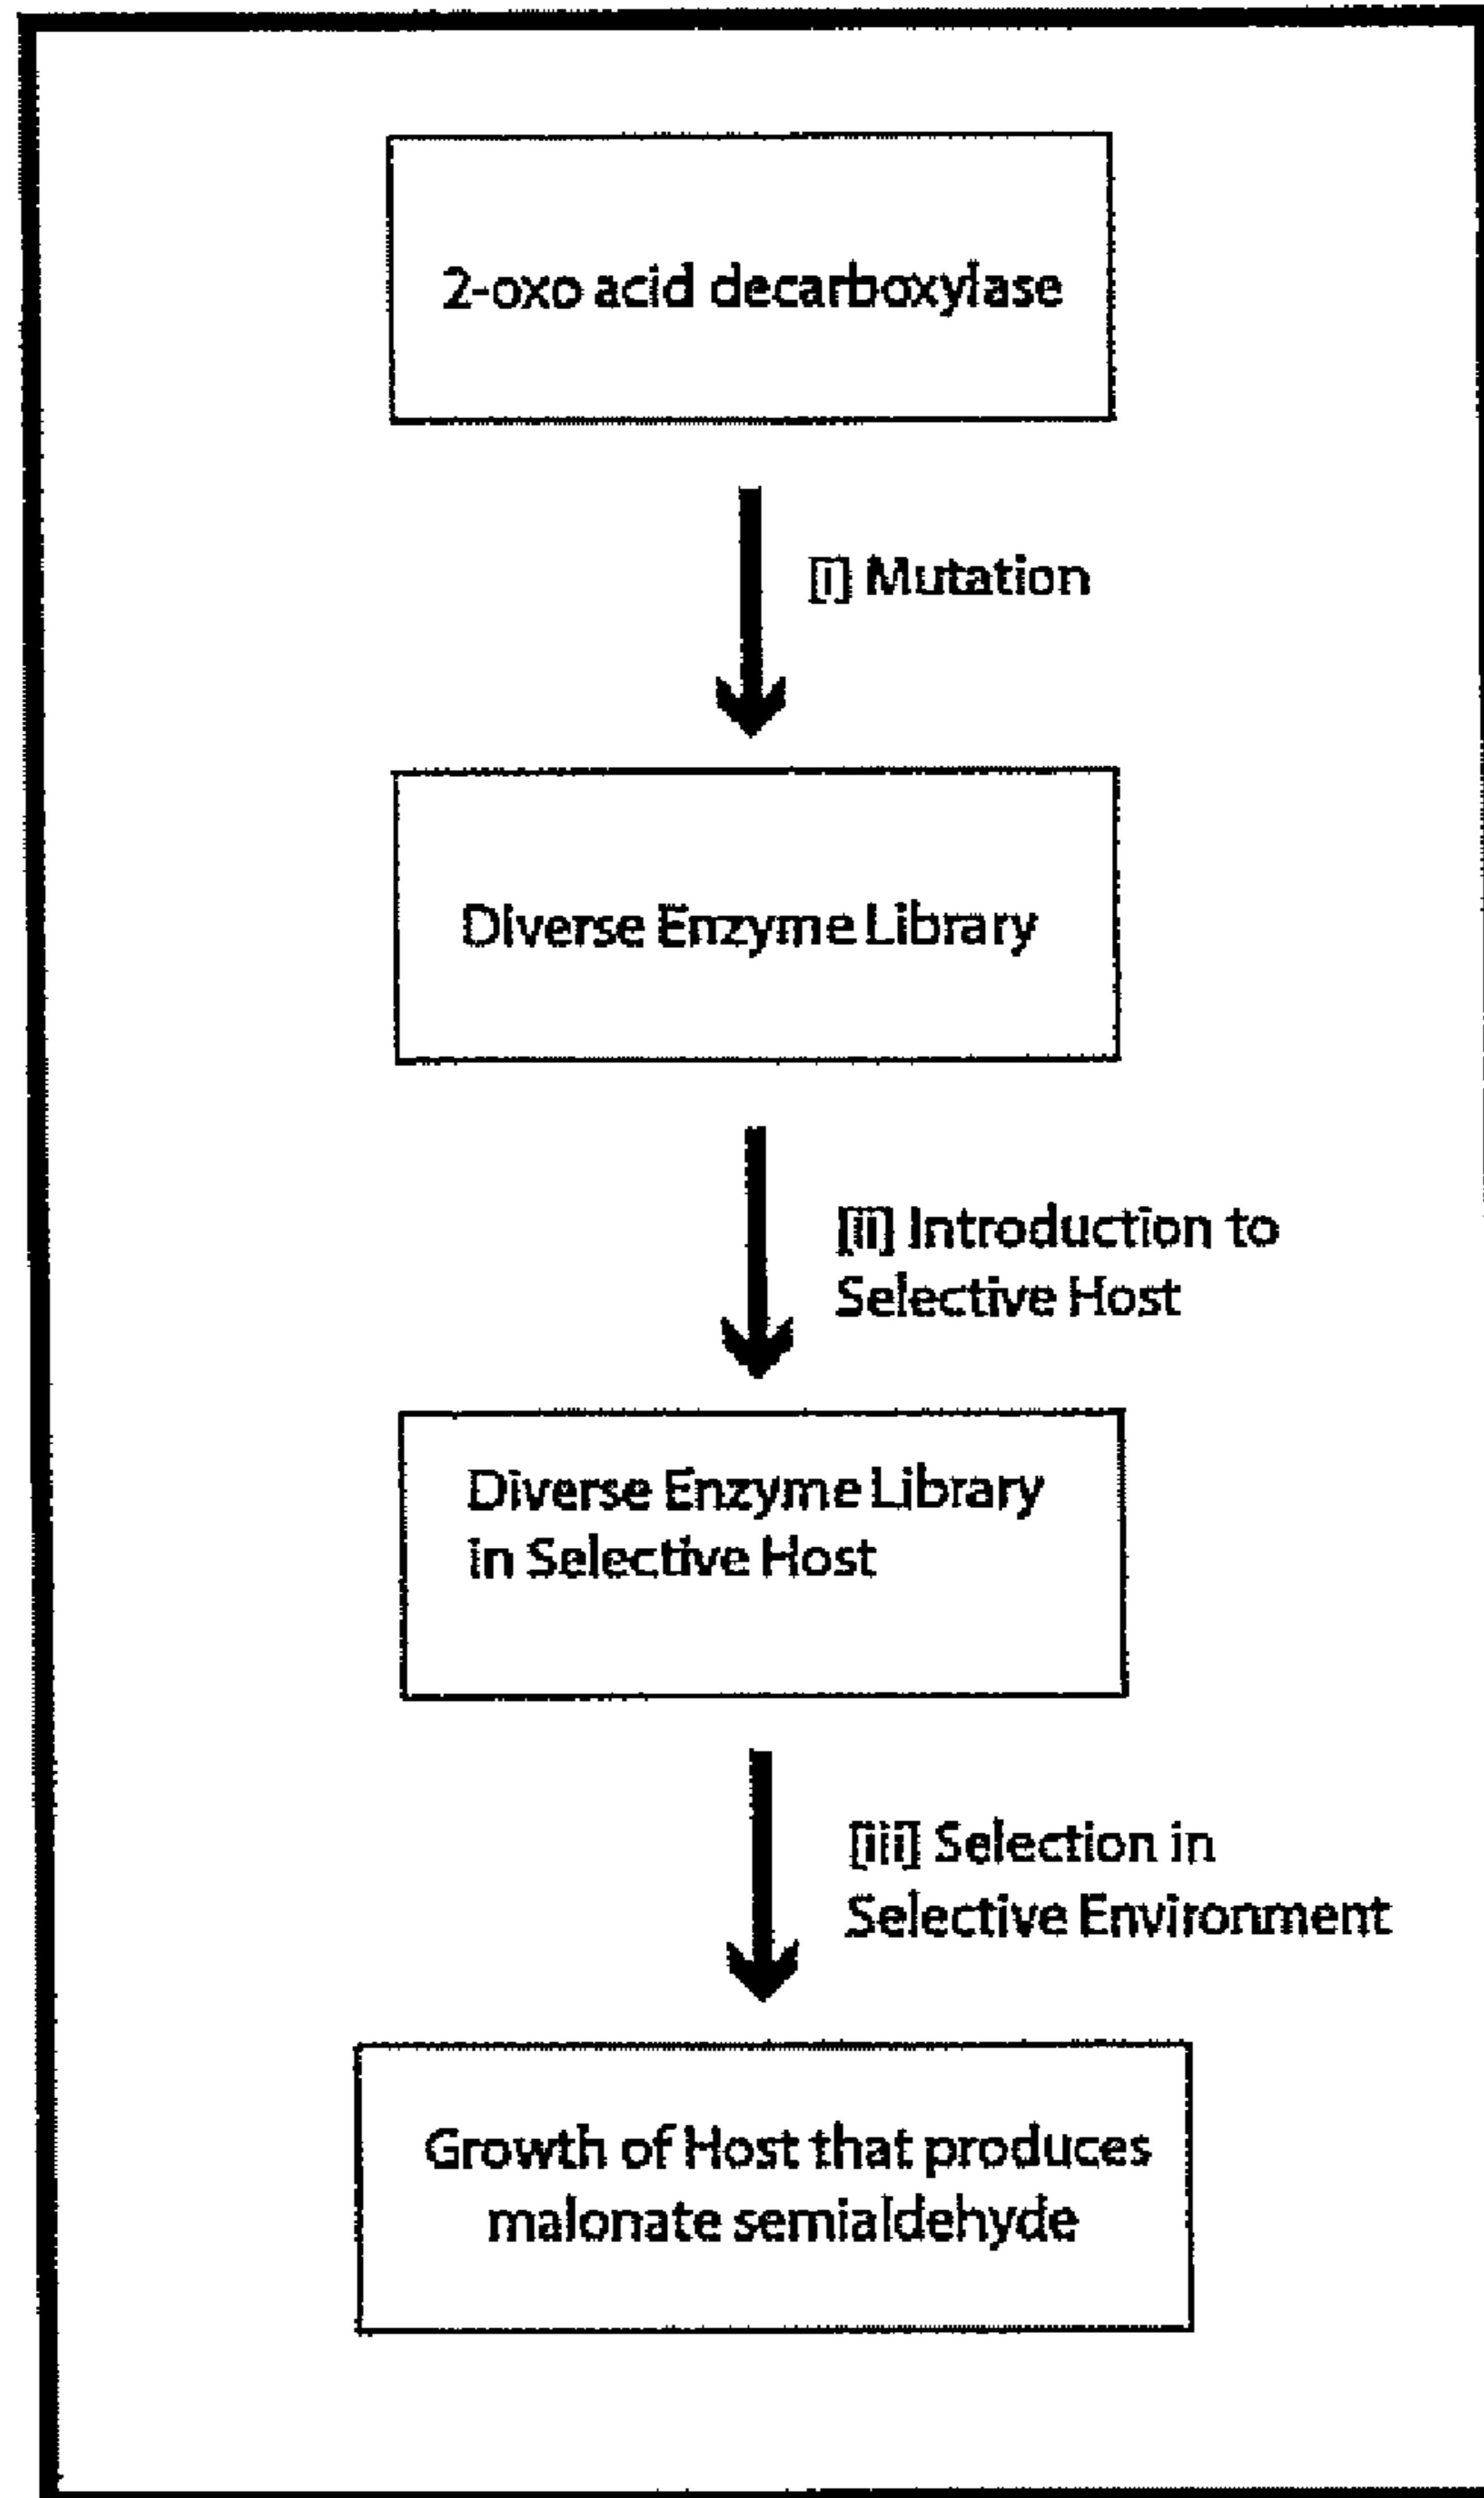 2-oxo acid decarboxylase
[i] Mutation
Diverse Enzyme Library
[ii] Introduction to
Selective Host
Diverse Enzyme Library
in Selective Host
[iii] Selection in
Selective Environment
Growth of Host that produces
malonate semialdehyde